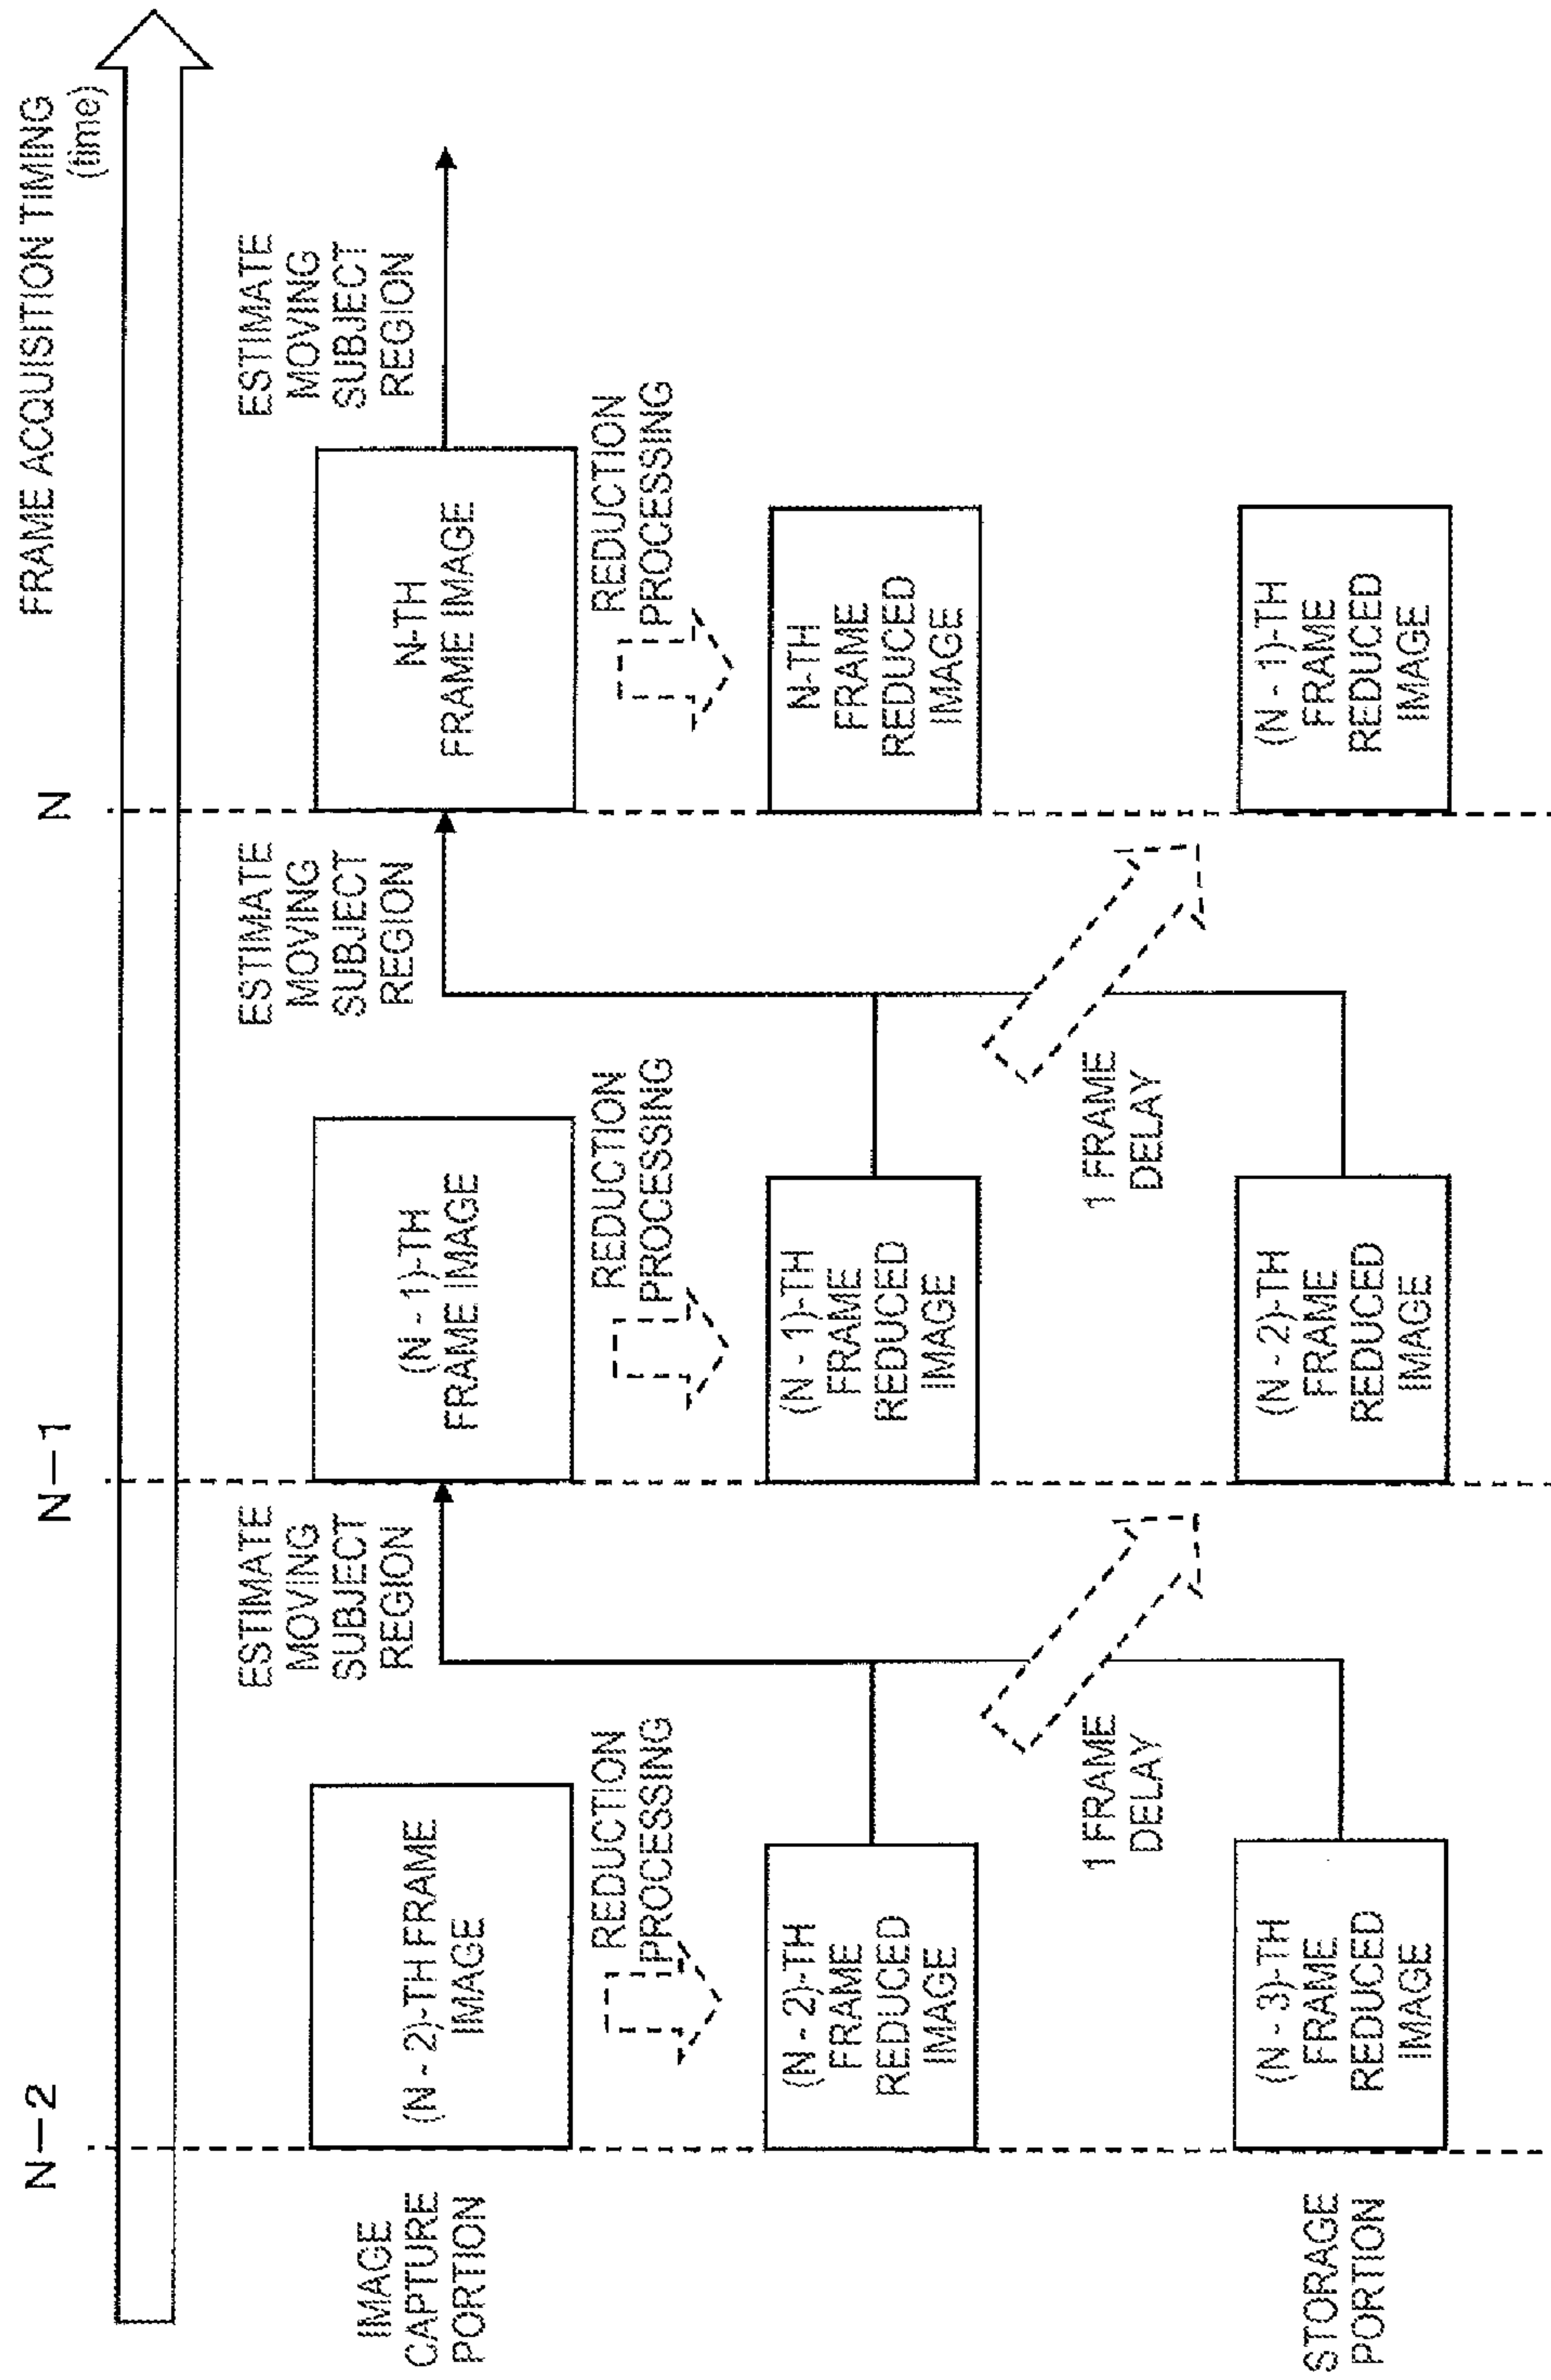 FRAME ACQUISITION TIMING
(time)
N-2
N-1
N
IMAGE
CAPTURE
PORTION
(N - 2)-TH FRAME
IMAGE
ESTIMATE
MOVING
SUBJECT
REGION
(N - 1)-TH
FRAME IMAGE
ESTIMATE
MOVING
SUBJECT
REGION
N-TH
FRAME IMAGE
ESTIMATE
MOVING
SUBJECT
REGION
REDUCTION
PROCESSING
REDUCTION
PROCESSING
REDUCTION
PROCESSING
(N - 2)-TH
FRAME
REDUCED
IMAGE
(N - 1)-TH
FRAME
REDUCED
IMAGE
N-TH
FRAME
REDUCED
IMAGE
1 FRAME
DELAY
1 FRAME
DELAY
STORAGE
PORTION
(N - 3)-TH
FRAME
REDUCED
IMAGE
(N - 2)-TH
FRAME
REDUCED
IMAGE
(N - 1)-TH
FRAME
REDUCED
IMAGE